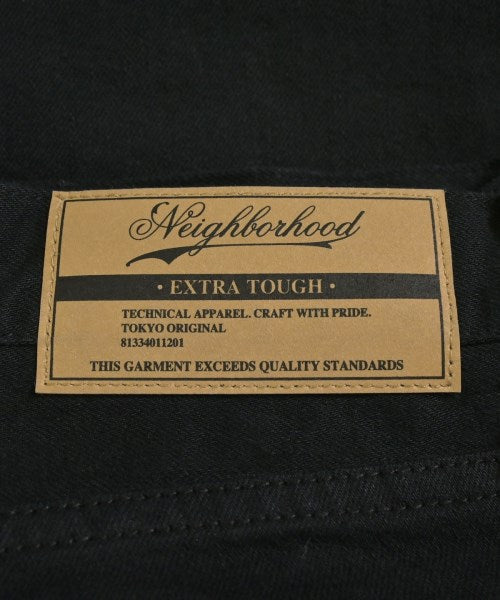 Neighborhood
· EXTRA TOUGH ·
TECHNICAL APPAREL. CRAFT WITH PRIDE.
TOKYO ORIGINAL
81334011201
THIS GARMENT EXCEEDS QUALITY STANDARDS